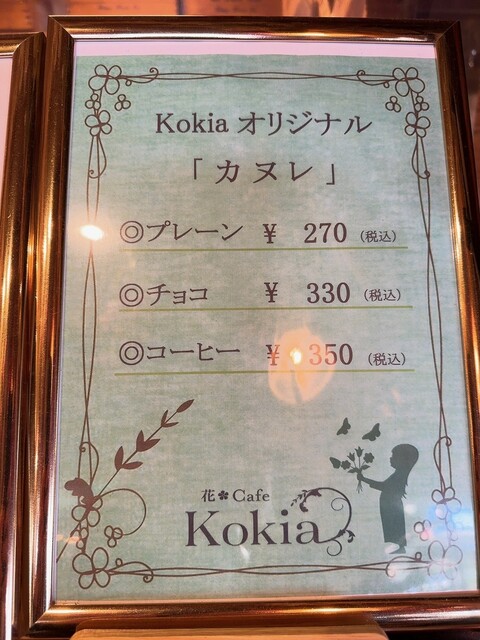 Kokia オリジナル
「カヌレ」
◎プレーン ¥ 270 (税込)
◎チョコ ¥ 330 (税込)
◎コーヒー ¥ 350 (税込)
花✽Cafe
Kokia